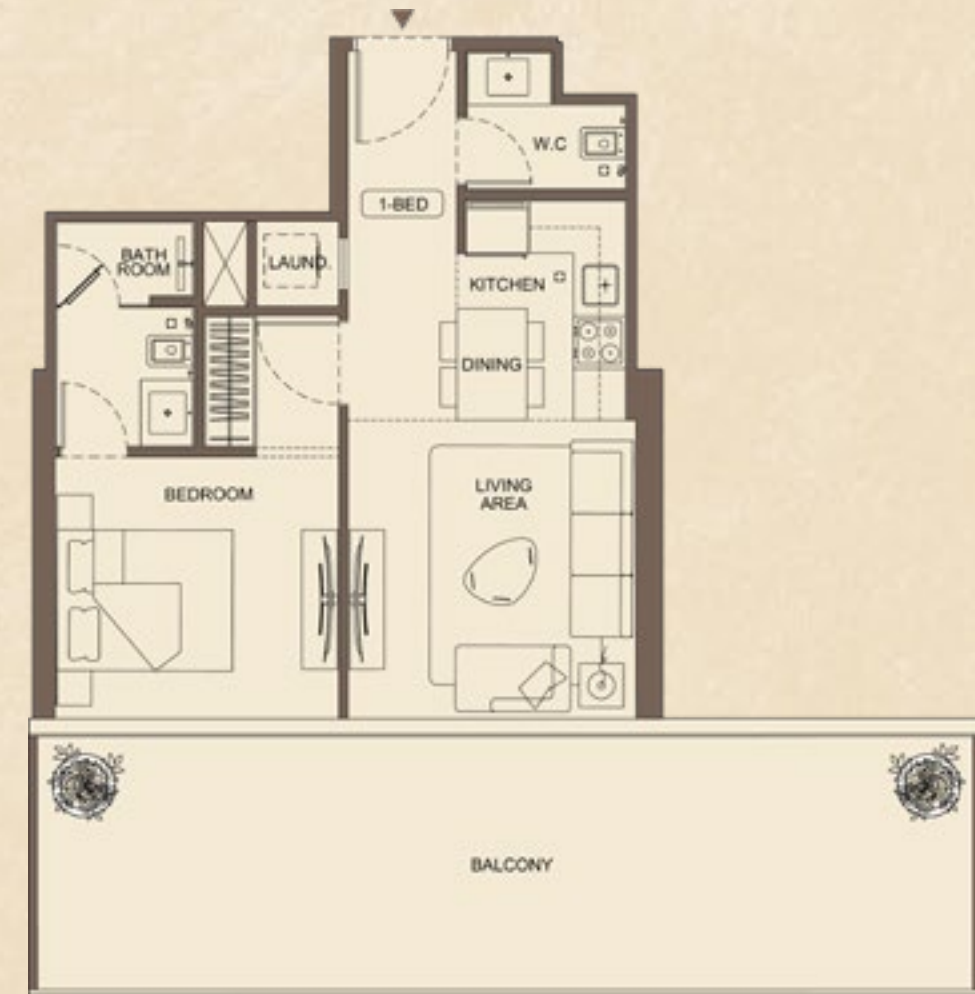 W.C
1-BED
BATH
ROOM
LAUND.
KITCHEN
DINING
BEDROOM
LIVING
AREA
BALCONY